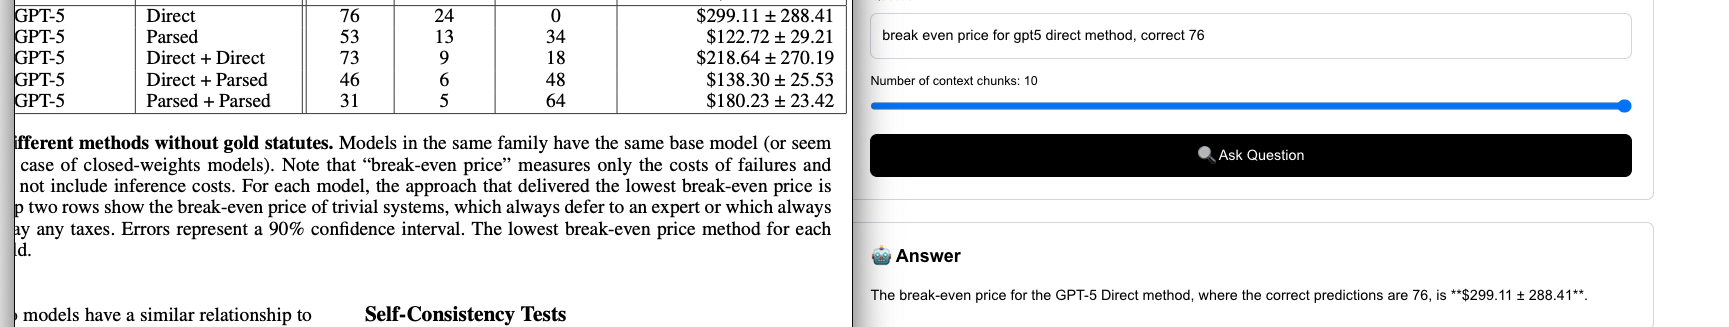 GPT-5 Direct 76 24 0 $299.11 ± 288.41
GPT-5 Parsed 53 13 34 $122.72 ± 29.21
GPT-5 Direct + Direct 73 9 18 $218.64 ± 270.19
GPT-5 Direct + Parsed 46 6 48 $138.30 ± 25.53
GPT-5 Parsed + Parsed 31 5 64 $180.23 ± 23.42
ifferent methods without gold statutes. Models in the same family have the same base model (or seem
case of closed-weights models). Note that “break-even price” measures only the costs of failures and
not include inference costs. For each model, the approach that delivered the lowest break-even price is
p two rows show the break-even price of trivial systems, which always defer to an expert or which always
ay any taxes. Errors represent a 90% confidence interval. The lowest break-even price method for each
ld.
models have a similar relationship to
Self-Consistency Tests
break even price for gpt5 direct method, correct 76
Number of context chunks: 10
🔍 Ask Question
🤖 Answer
The break-even price for the GPT-5 Direct method, where the correct predictions are 76, is **$299.11 ± 288.41**.